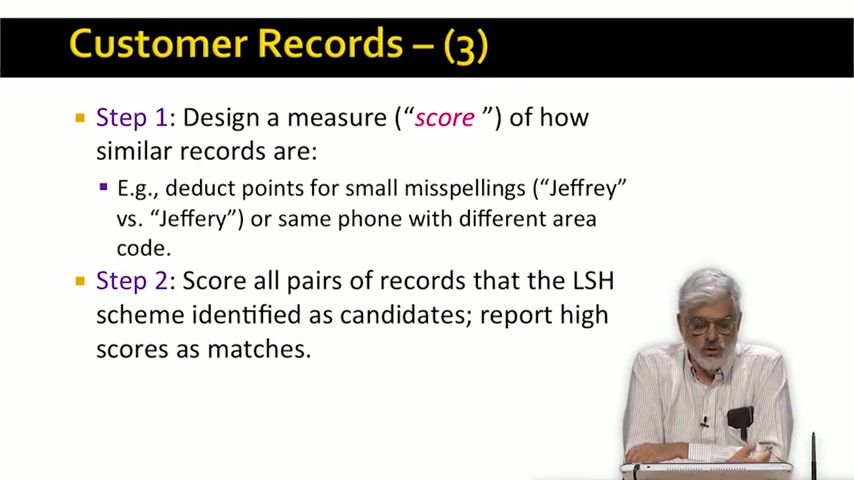 Customer Records – (3)
Step 1: Design a measure (“score ”) of how
similar records are:
E.g., deduct points for small misspellings (“Jeffrey”
vs. “Jeffery”) or same phone with different area
code.
Step 2: Score all pairs of records that the LSH
scheme identified as candidates; report high
scores as matches.